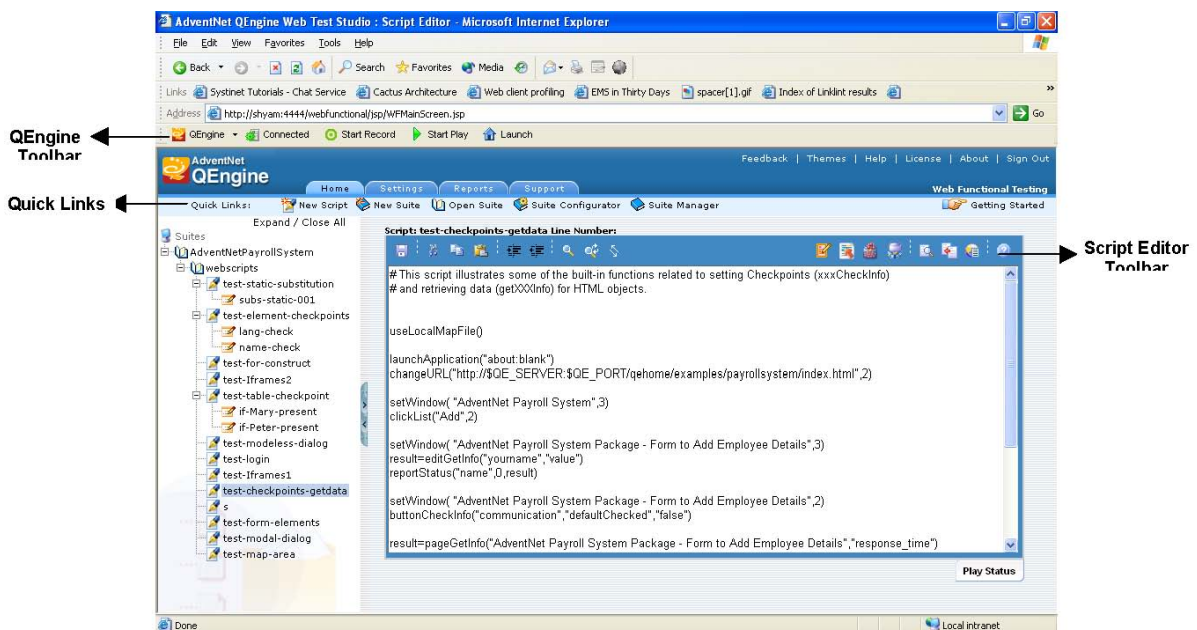 AdventNet QEngine Web Test Studio : Script Editor - Microsoft Internet Explorer
File Edit View Favorites Tools Help
Back Search Favorites Media
Links Systinet Tutorials - Chat Service Cactus Architecture Web client profiling EMS in Thirty Days spacer[1].gif Index of Linklint results »
Address http://shyam:4444/webfunctional/jsp/WFMainScreen.jsp Go
QEngine Toolbar
QEngine Connected Start Record Start Play Launch
AdventNet QEngine
Feedback | Themes | Help | License | About | Sign Out
Home Settings Reports Support
Web Functional Testing
Quick Links
Quick Links: New Script New Suite Open Suite Suite Configurator Suite Manager Getting Started
Expand / Close All
Suites
AdventNetPayrollSystem
webscripts
test-static-substitution
subs-static-001
test-element-checkpoints
lang-check
name-check
test-for-construct
test-Iframes2
test-table-checkpoint
if-Mary-present
if-Peter-present
test-modeless-dialog
test-login
test-Iframes1
test-checkpoints-getdata
s
test-form-elements
test-modal-dialog
test-map-area
Script: test-checkpoints-getdata Line Number:
Script Editor Toolbar
# This script illustrates some of the built-in functions related to setting Checkpoints (xxxCheckInfo)
# and retrieving data (getXXXInfo) for HTML objects.
useLocalMapFile()
launchApplication("about:blank")
changeURL("http://$QE_SERVER:$QE_PORT/qehome/examples/payrollsystem/index.html",2)
setWindow( "AdventNet Payroll System",3)
clickList("Add",2)
setWindow( "AdventNet Payroll System Package - Form to Add Employee Details",3)
result=editGetInfo("yourname","value")
reportStatus("name",0,result)
setWindow( "AdventNet Payroll System Package - Form to Add Employee Details",2)
buttonCheckInfo("communication","defaultChecked","false")
result=pageGetInfo("AdventNet Payroll System Package - Form to Add Employee Details","response_time")
Play Status
Done
Local intranet